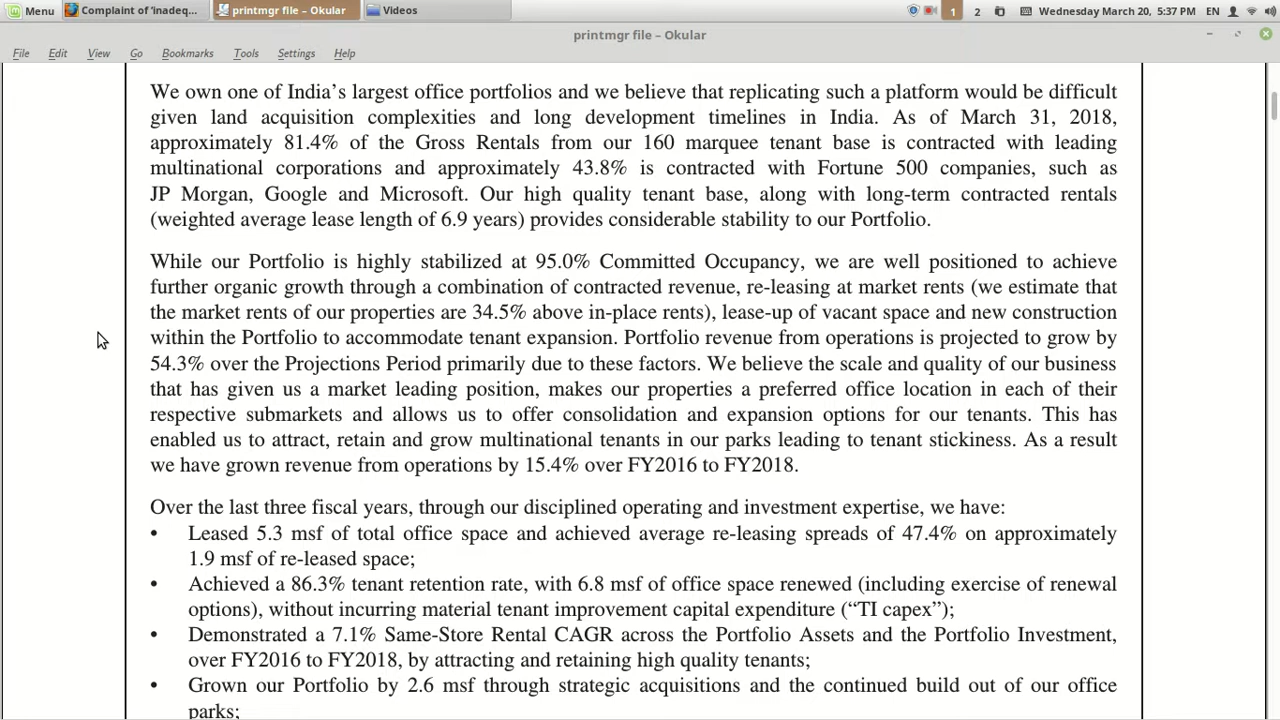 Menu
Complaint of 'inadeq...
printmgr file – Okular
Videos
1
2
Wednesday March 20, 5:37 PM
EN
printmgr file – Okular
File Edit View Go Bookmarks Tools Settings Help
We own one of India's largest office portfolios and we believe that replicating such a platform would be difficult
given land acquisition complexities and long development timelines in India. As of March 31, 2018,
approximately 81.4% of the Gross Rentals from our 160 marquee tenant base is contracted with leading
multinational corporations and approximately 43.8% is contracted with Fortune 500 companies, such as
JP Morgan, Google and Microsoft. Our high quality tenant base, along with long-term contracted rentals
(weighted average lease length of 6.9 years) provides considerable stability to our Portfolio.
While our Portfolio is highly stabilized at 95.0% Committed Occupancy, we are well positioned to achieve
further organic growth through a combination of contracted revenue, re-leasing at market rents (we estimate that
the market rents of our properties are 34.5% above in-place rents), lease-up of vacant space and new construction
within the Portfolio to accommodate tenant expansion. Portfolio revenue from operations is projected to grow by
54.3% over the Projections Period primarily due to these factors. We believe the scale and quality of our business
that has given us a market leading position, makes our properties a preferred office location in each of their
respective submarkets and allows us to offer consolidation and expansion options for our tenants. This has
enabled us to attract, retain and grow multinational tenants in our parks leading to tenant stickiness. As a result
we have grown revenue from operations by 15.4% over FY2016 to FY2018.
Over the last three fiscal years, through our disciplined operating and investment expertise, we have:
• Leased 5.3 msf of total office space and achieved average re-leasing spreads of 47.4% on approximately
1.9 msf of re-leased space;
• Achieved a 86.3% tenant retention rate, with 6.8 msf of office space renewed (including exercise of renewal
options), without incurring material tenant improvement capital expenditure (“TI capex”);
• Demonstrated a 7.1% Same-Store Rental CAGR across the Portfolio Assets and the Portfolio Investment,
over FY2016 to FY2018, by attracting and retaining high quality tenants;
• Grown our Portfolio by 2.6 msf through strategic acquisitions and the continued build out of our office
parks;